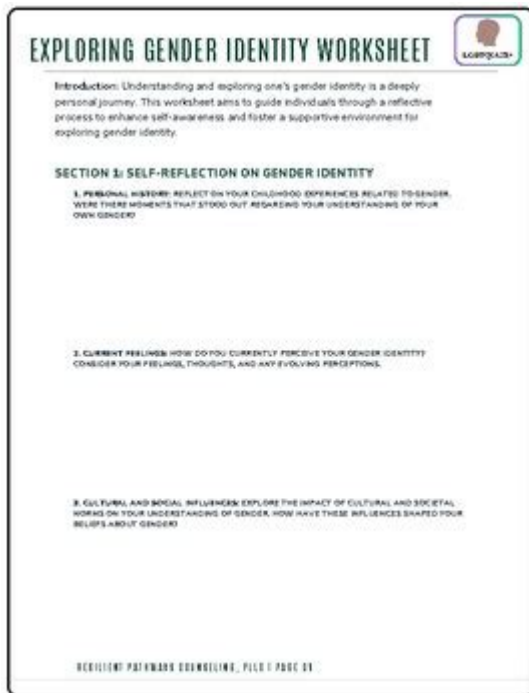 EXPLORING GENDER IDENTITY WORKSHEET
Introduction: Understanding and exploring one's gender identity is a deeply
personal journey. This worksheet aims to guide individuals through a reflective
process to enhance self-awareness and foster a supportive environment for
exploring gender identity.
SECTION 1: SELF-REFLECTION ON GENDER IDENTITY
1. PERSONAL HISTORY: REFLECT ON YOUR CHILDHOOD EXPERIENCES RELATED TO GENDER.
WERE THERE MOMENTS THAT STOOD OUT REGARDING YOUR UNDERSTANDING OF YOUR
OWN GENDER?
2. CURRENT FEELINGS: HOW DO YOU CURRENTLY PERCEIVE YOUR GENDER IDENTITY?
CONSIDER YOUR FEELINGS, THOUGHTS, AND ANY EVOLVING PERCEPTIONS.
3. CULTURAL AND SOCIAL INFLUENCES: EXPLORE THE IMPACT OF CULTURAL AND SOCIETAL
NORMS ON YOUR UNDERSTANDING OF GENDER. HOW HAVE THESE INFLUENCES SHAPED YOUR
BELIEFS ABOUT GENDER?
RESILIENT PATHWAYS COUNSELING, PLLC | PAGE 01